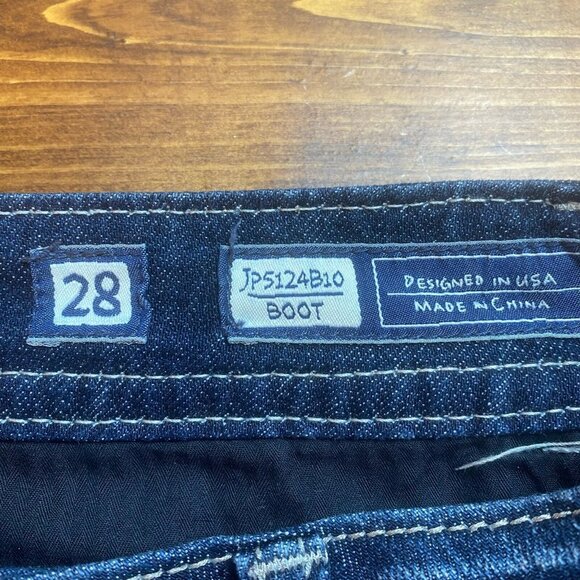 28
JP5124B10
BOOT
DESIGNED IN USA
MADE IN CHINA